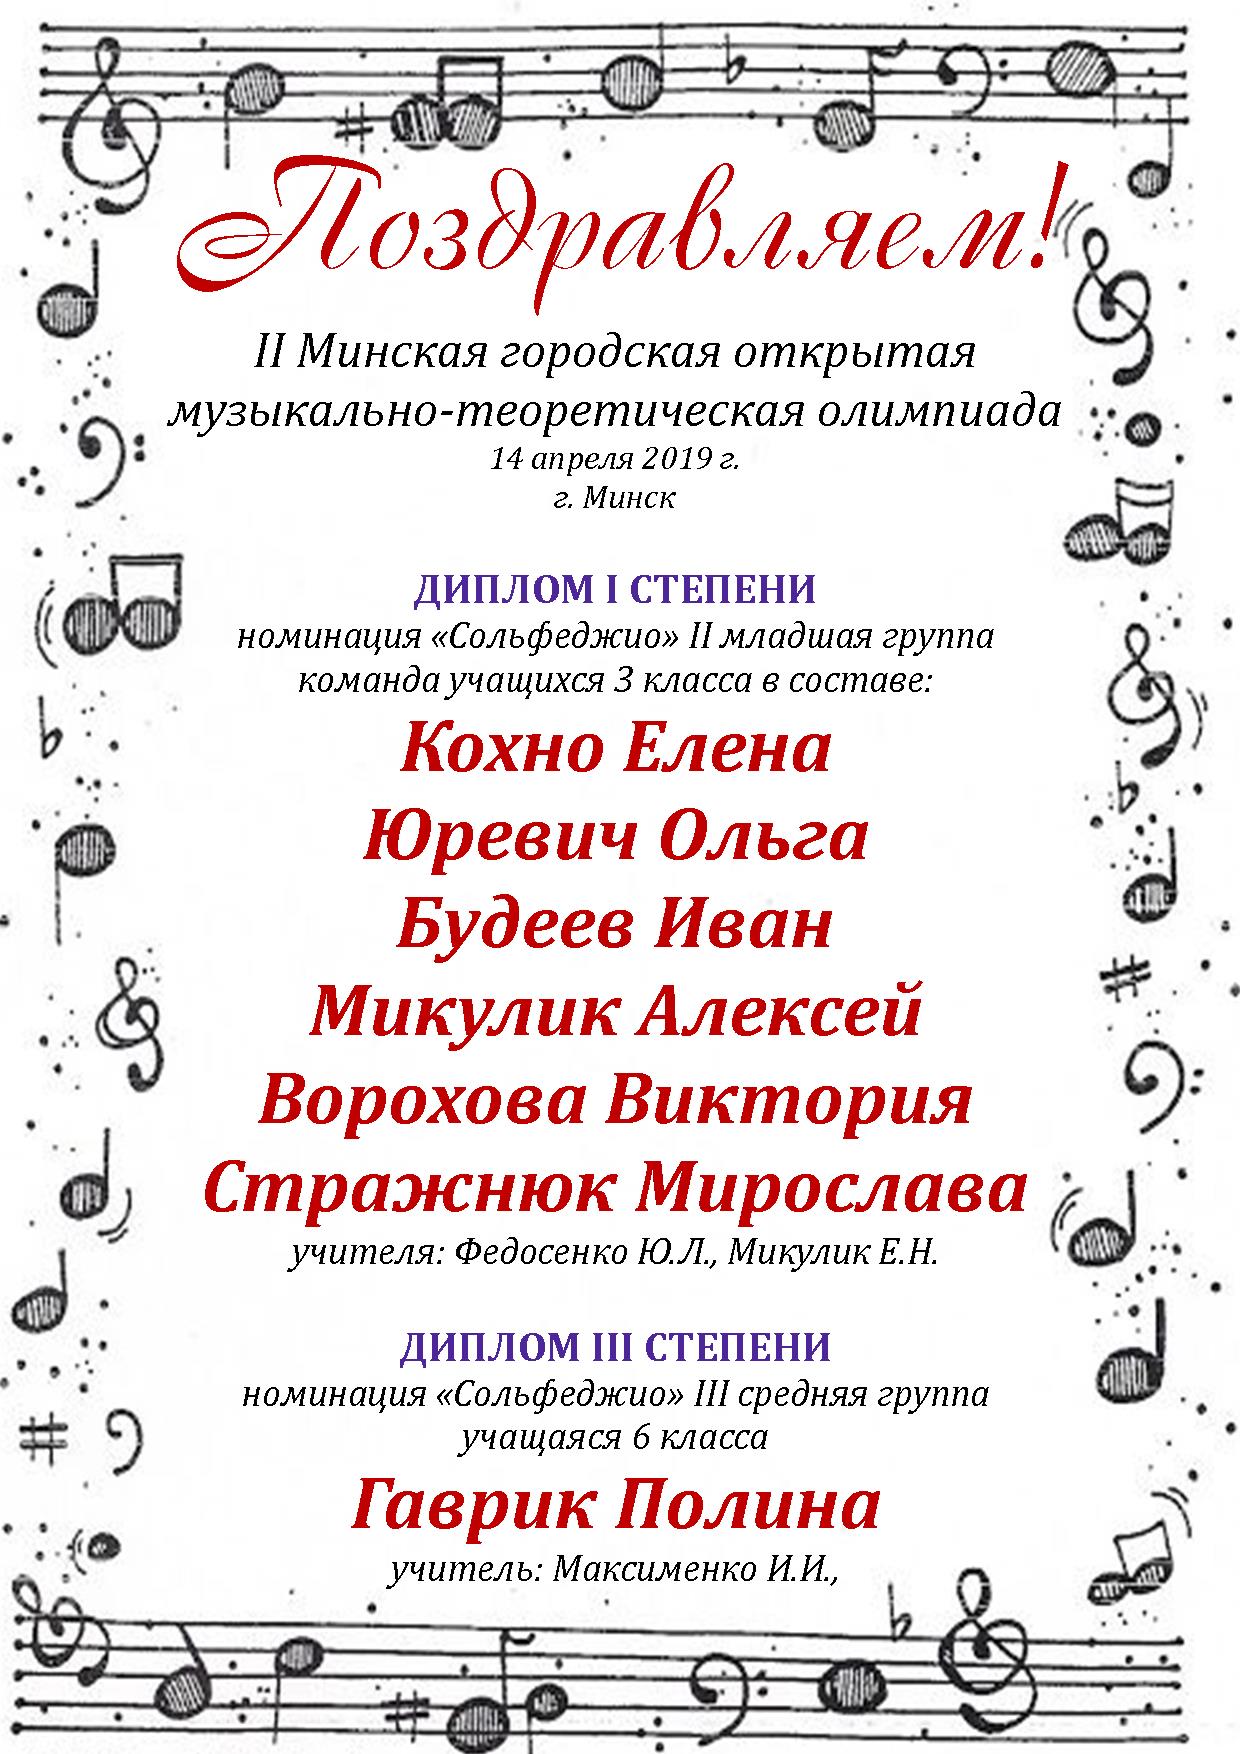 Поздравляем!
II Минская городская открытая
музыкально-теоретическая олимпиада
14 апреля 2019 г.
г. Минск
ДИПЛОМ I СТЕПЕНИ
номинация «Сольфеджио» II младшая группа
команда учащихся 3 класса в составе:
Кохно Елена
Юревич Ольга
Будеев Иван
Микулик Алексей
Ворохова Виктория
Стражнюк Мирослава
учителя: Федосенко Ю.Л., Микулик Е.Н.
ДИПЛОМ III СТЕПЕНИ
номинация «Сольфеджио» III средняя группа
учащаяся 6 класса
Гаврик Полина
учитель: Максименко И.И.,